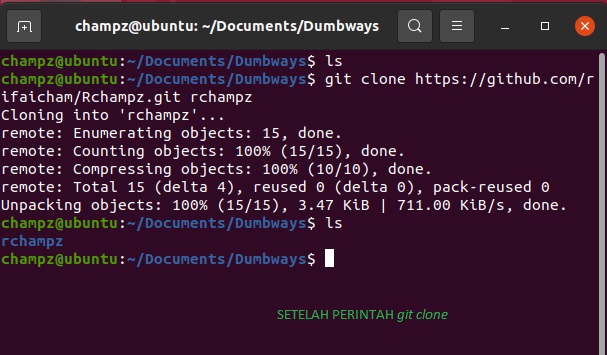 champz@ubuntu: ~/Documents/Dumbways
champz@ubuntu:~/Documents/Dumbways$ ls
champz@ubuntu:~/Documents/Dumbways$ git clone https://github.com/r
ifaicham/Rchampz.git rchampz
Cloning into 'rchampz'...
remote: Enumerating objects: 15, done.
remote: Counting objects: 100% (15/15), done.
remote: Compressing objects: 100% (10/10), done.
remote: Total 15 (delta 4), reused 0 (delta 0), pack-reused 0
Unpacking objects: 100% (15/15), 3.47 KiB | 711.00 KiB/s, done.
champz@ubuntu:~/Documents/Dumbways$ ls
rchampz
champz@ubuntu:~/Documents/Dumbways$
SETELAH PERINTAH git clone